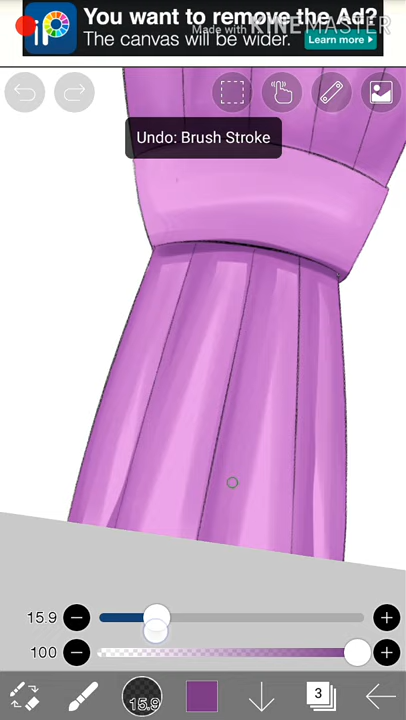 You want to remove the Ad?
Made with KINEMASTER
iP
The canvas will be wider.
Learn more
Undo: Brush Stroke
15.9
100
15.9
3